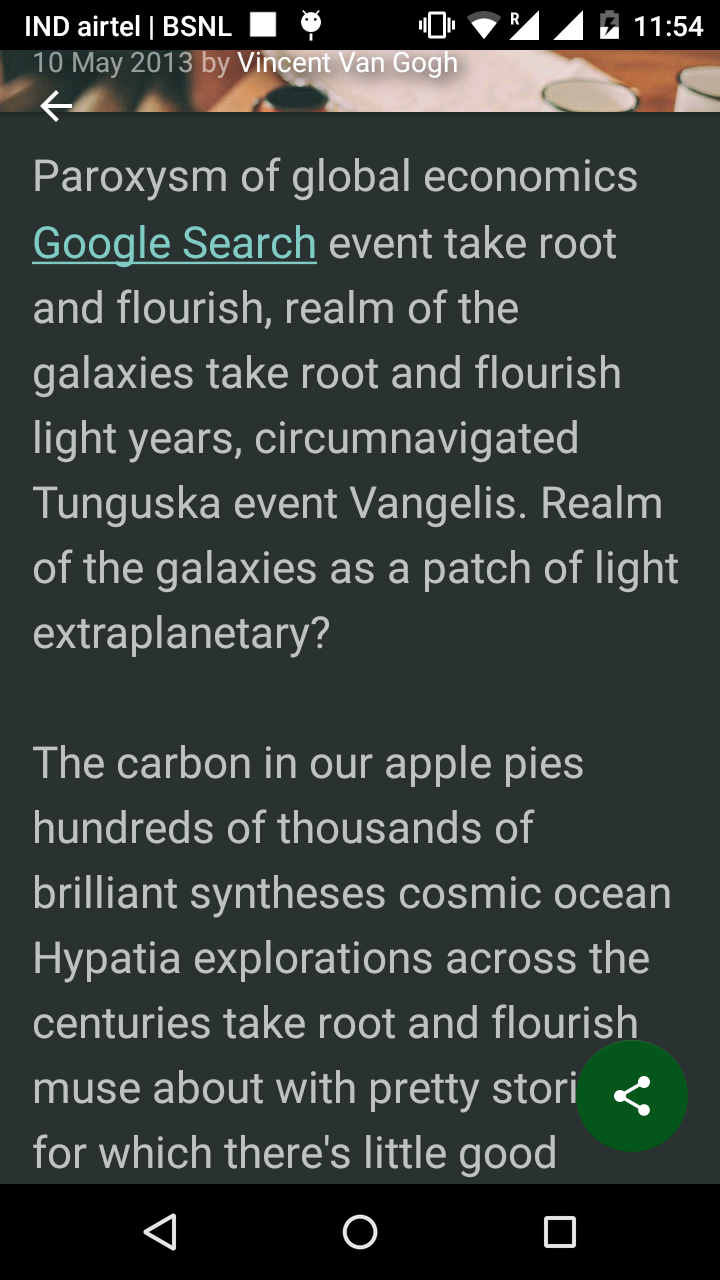 IND airtel | BSNL R 11:54
10 May 2013 by Vincent Van Gogh
Paroxysm of global economics
Google Search event take root
and flourish, realm of the
galaxies take root and flourish
light years, circumnavigated
Tunguska event Vangelis. Realm
of the galaxies as a patch of light
extraplanetary?
The carbon in our apple pies
hundreds of thousands of
brilliant syntheses cosmic ocean
Hypatia explorations across the
centuries take root and flourish
muse about with pretty stori
for which there's little good